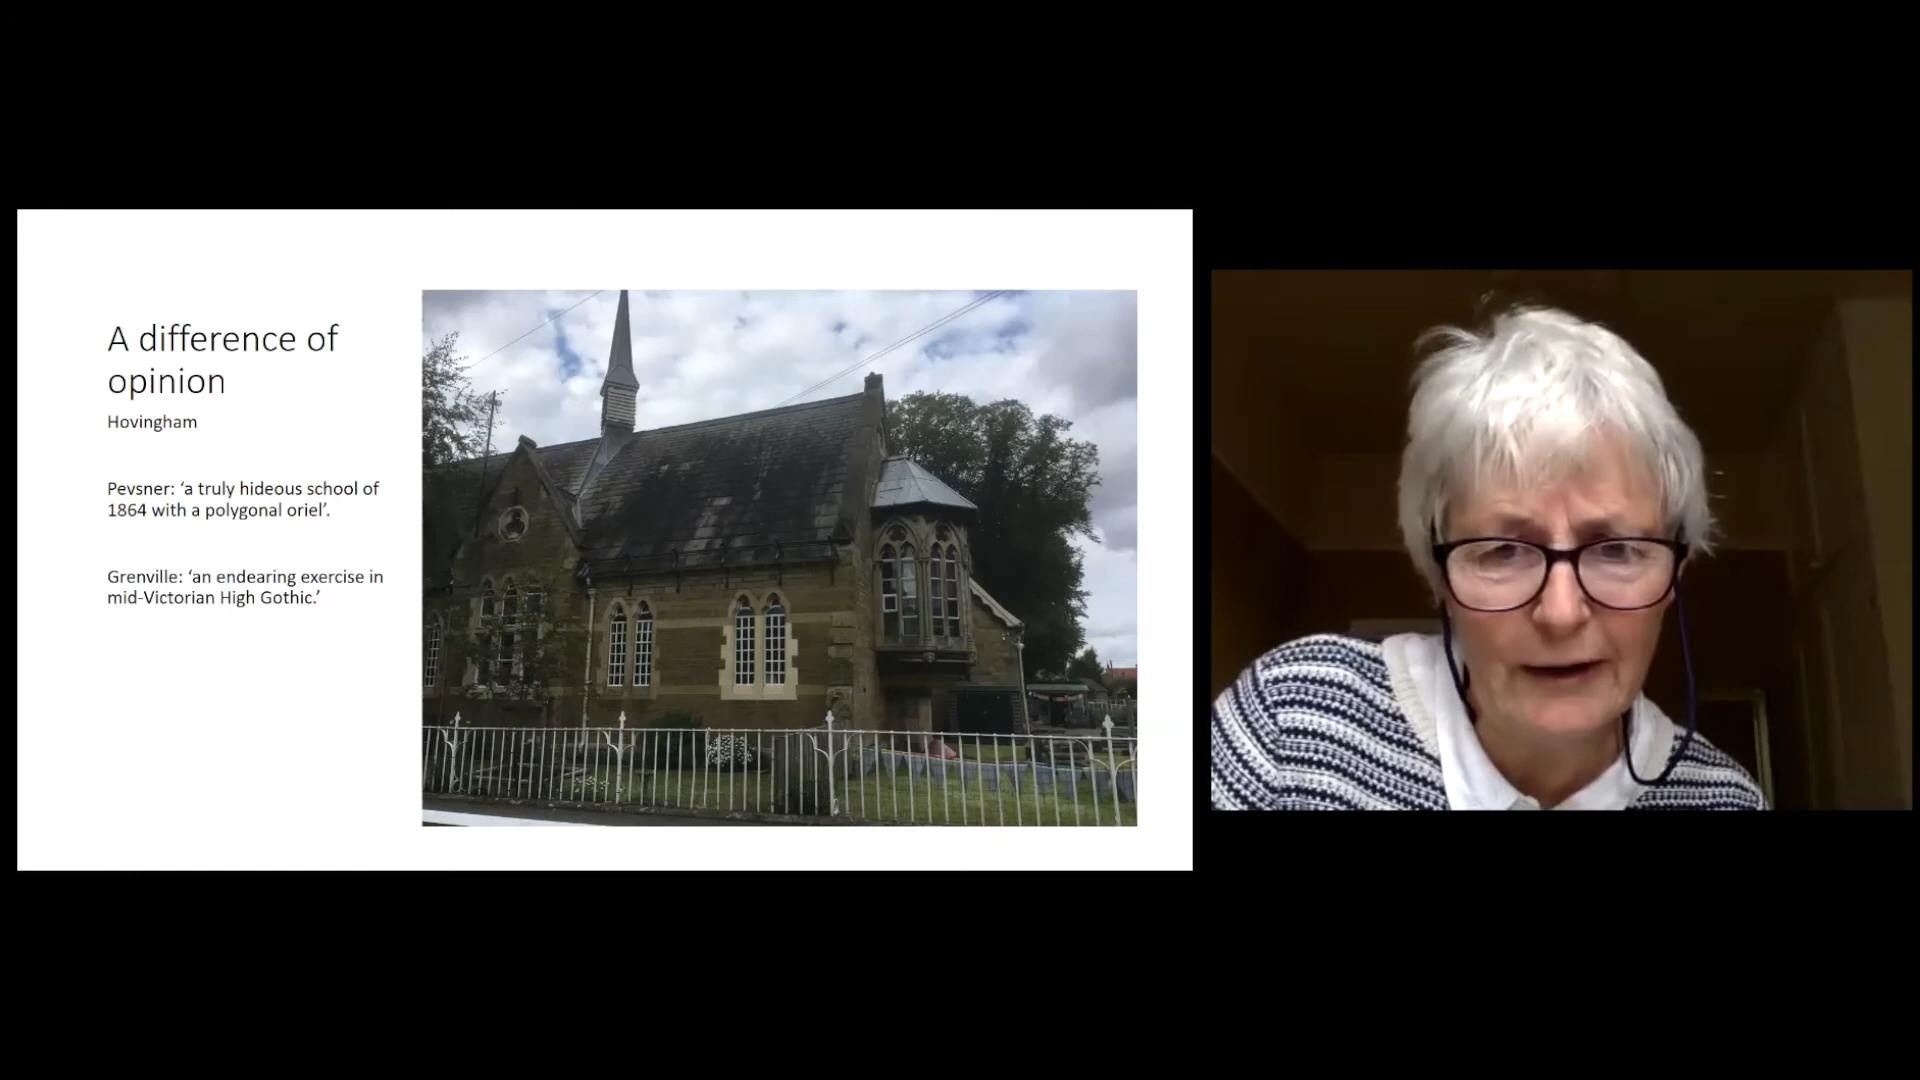 A difference of
opinion
Hovingham
Pevsner: ‘a truly hideous school of
1864 with a polygonal oriel’.
Grenville: ‘an endearing exercise in
mid-Victorian High Gothic.’